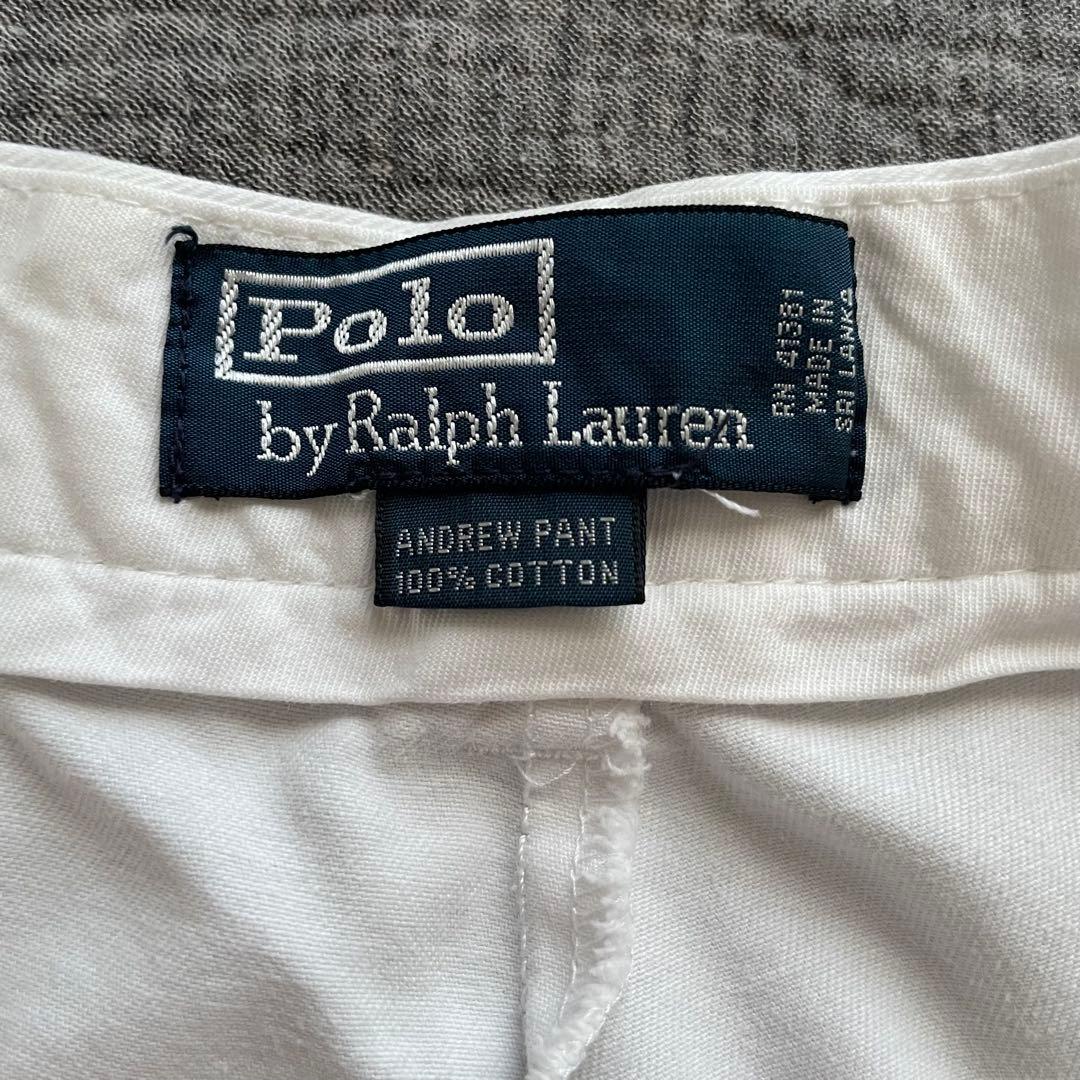 Polo
by Ralph Lauren
RN 41381
MADE IN
SRI LANKA
ANDREW PANT
100% COTTON